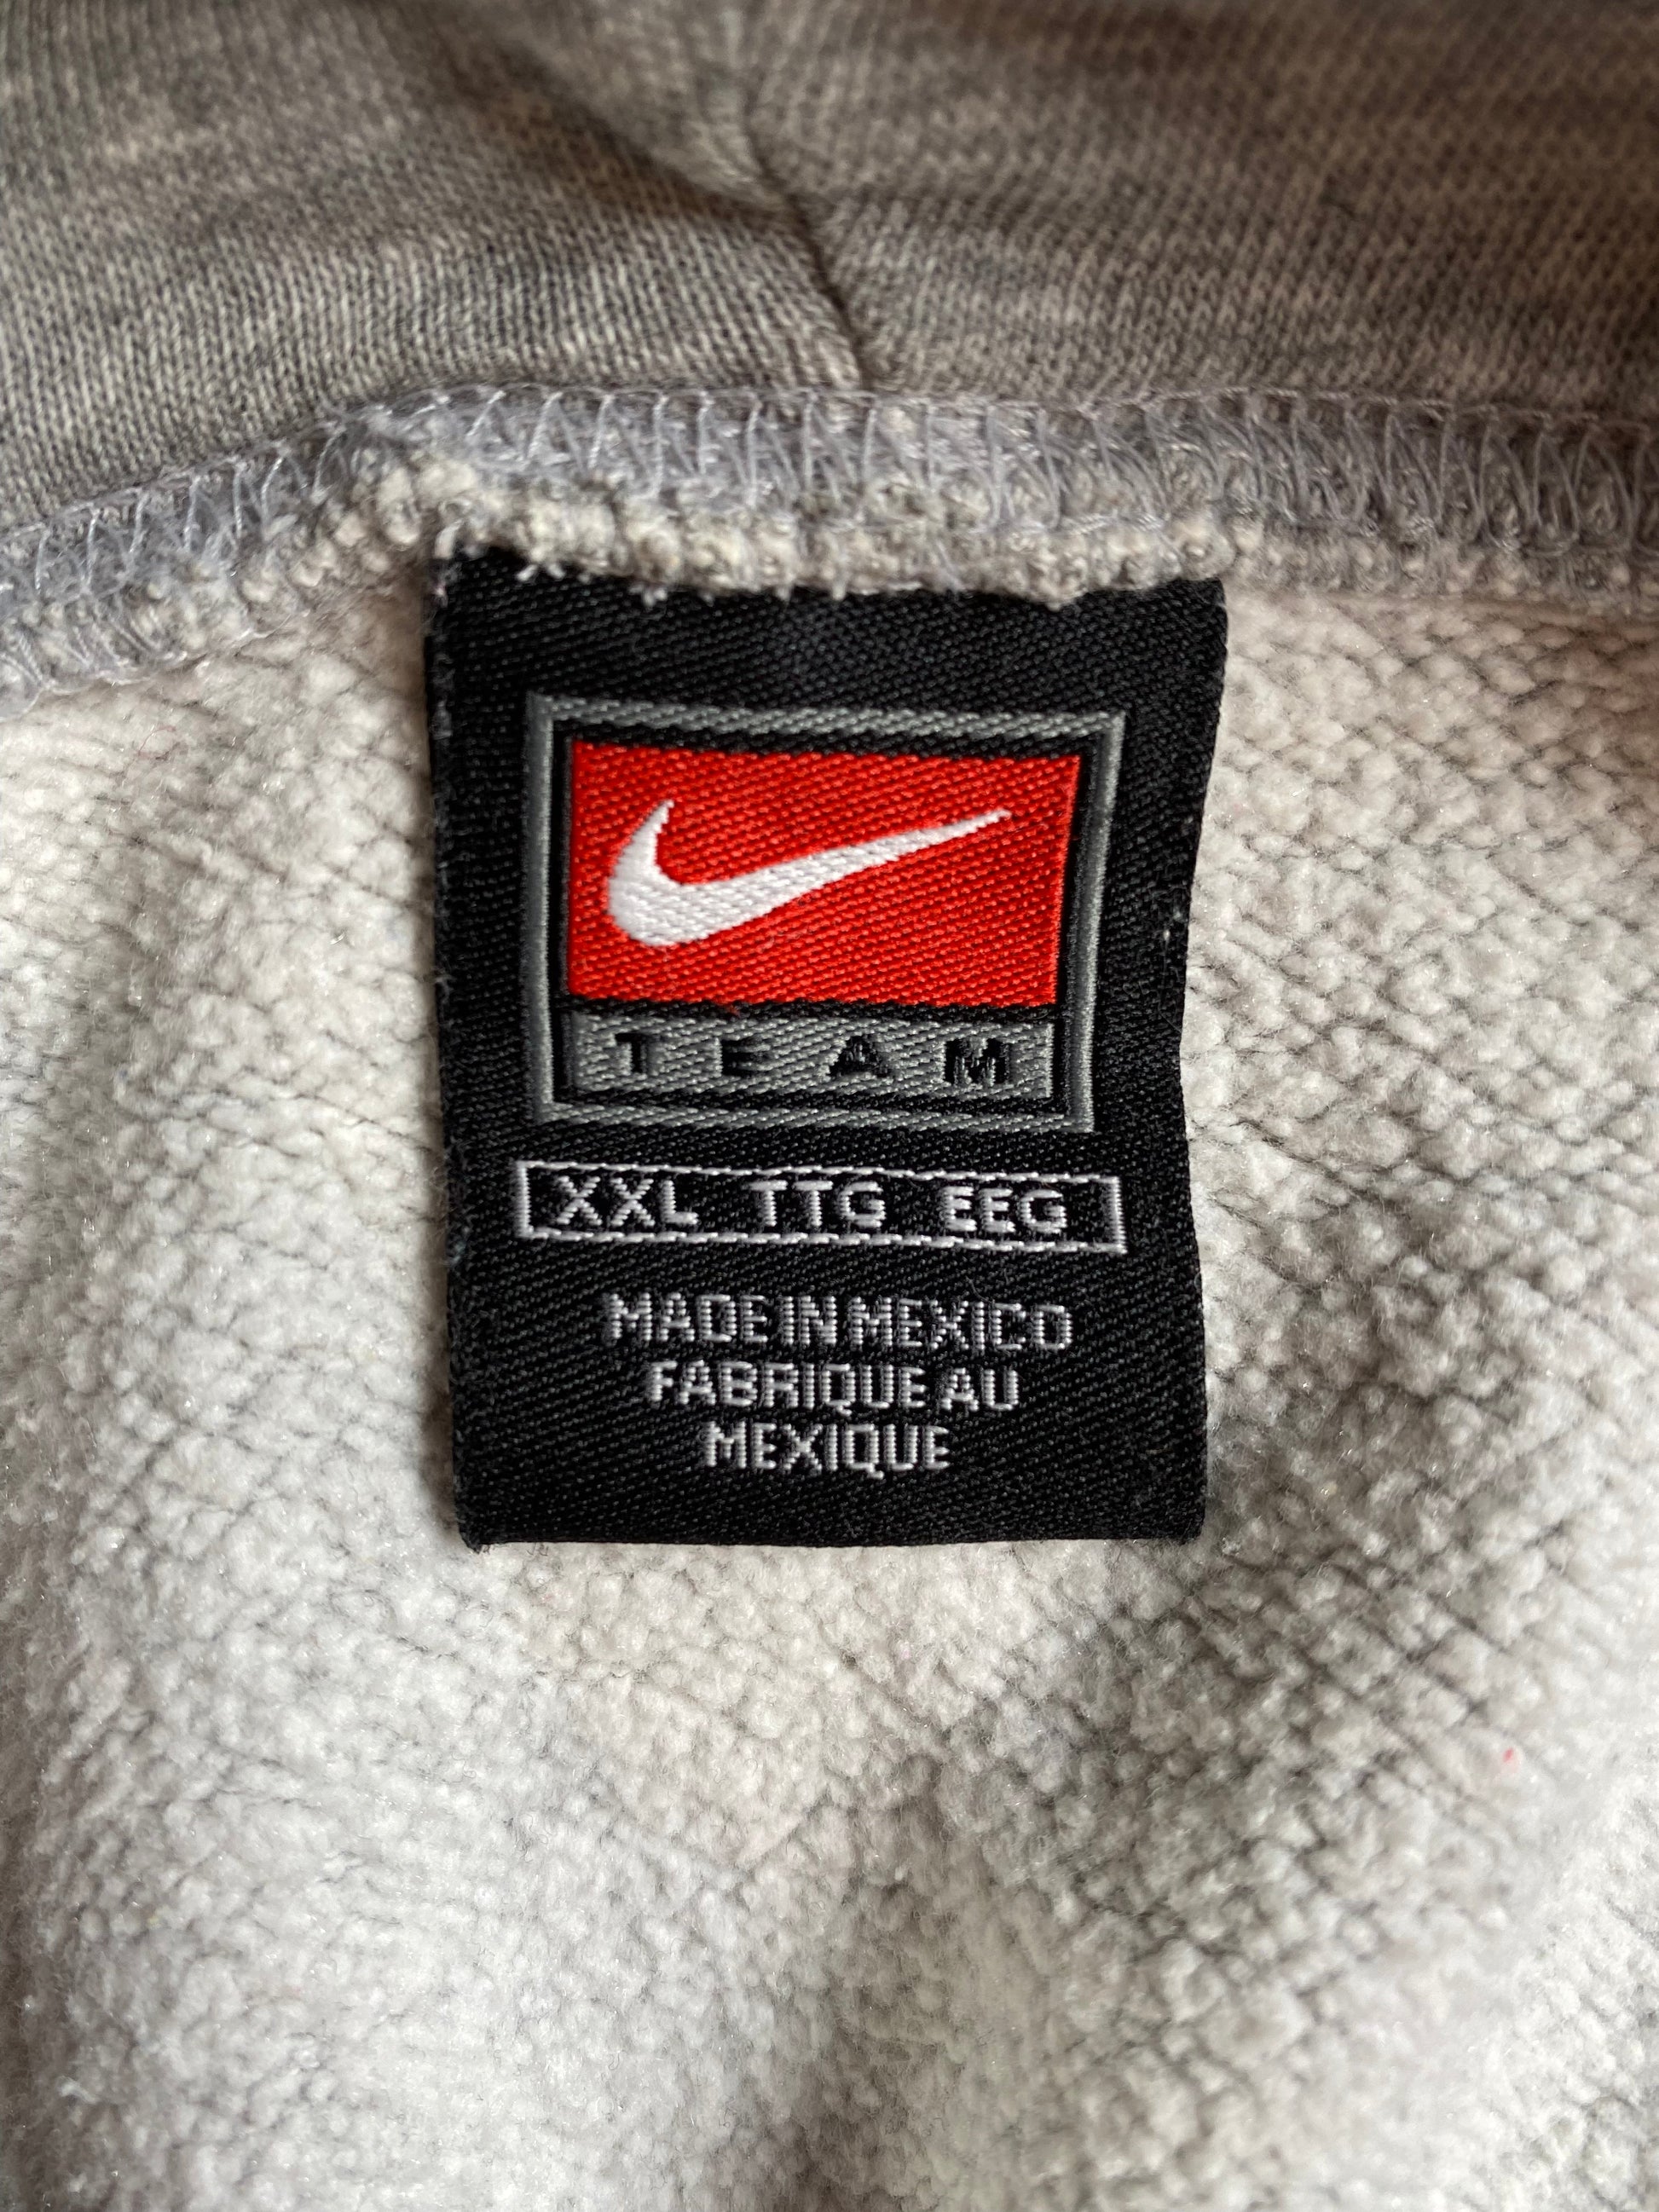 TEAM
XXL TTG EEG
MADE IN MEXICO
FABRIQUE AU
MEXIQUE